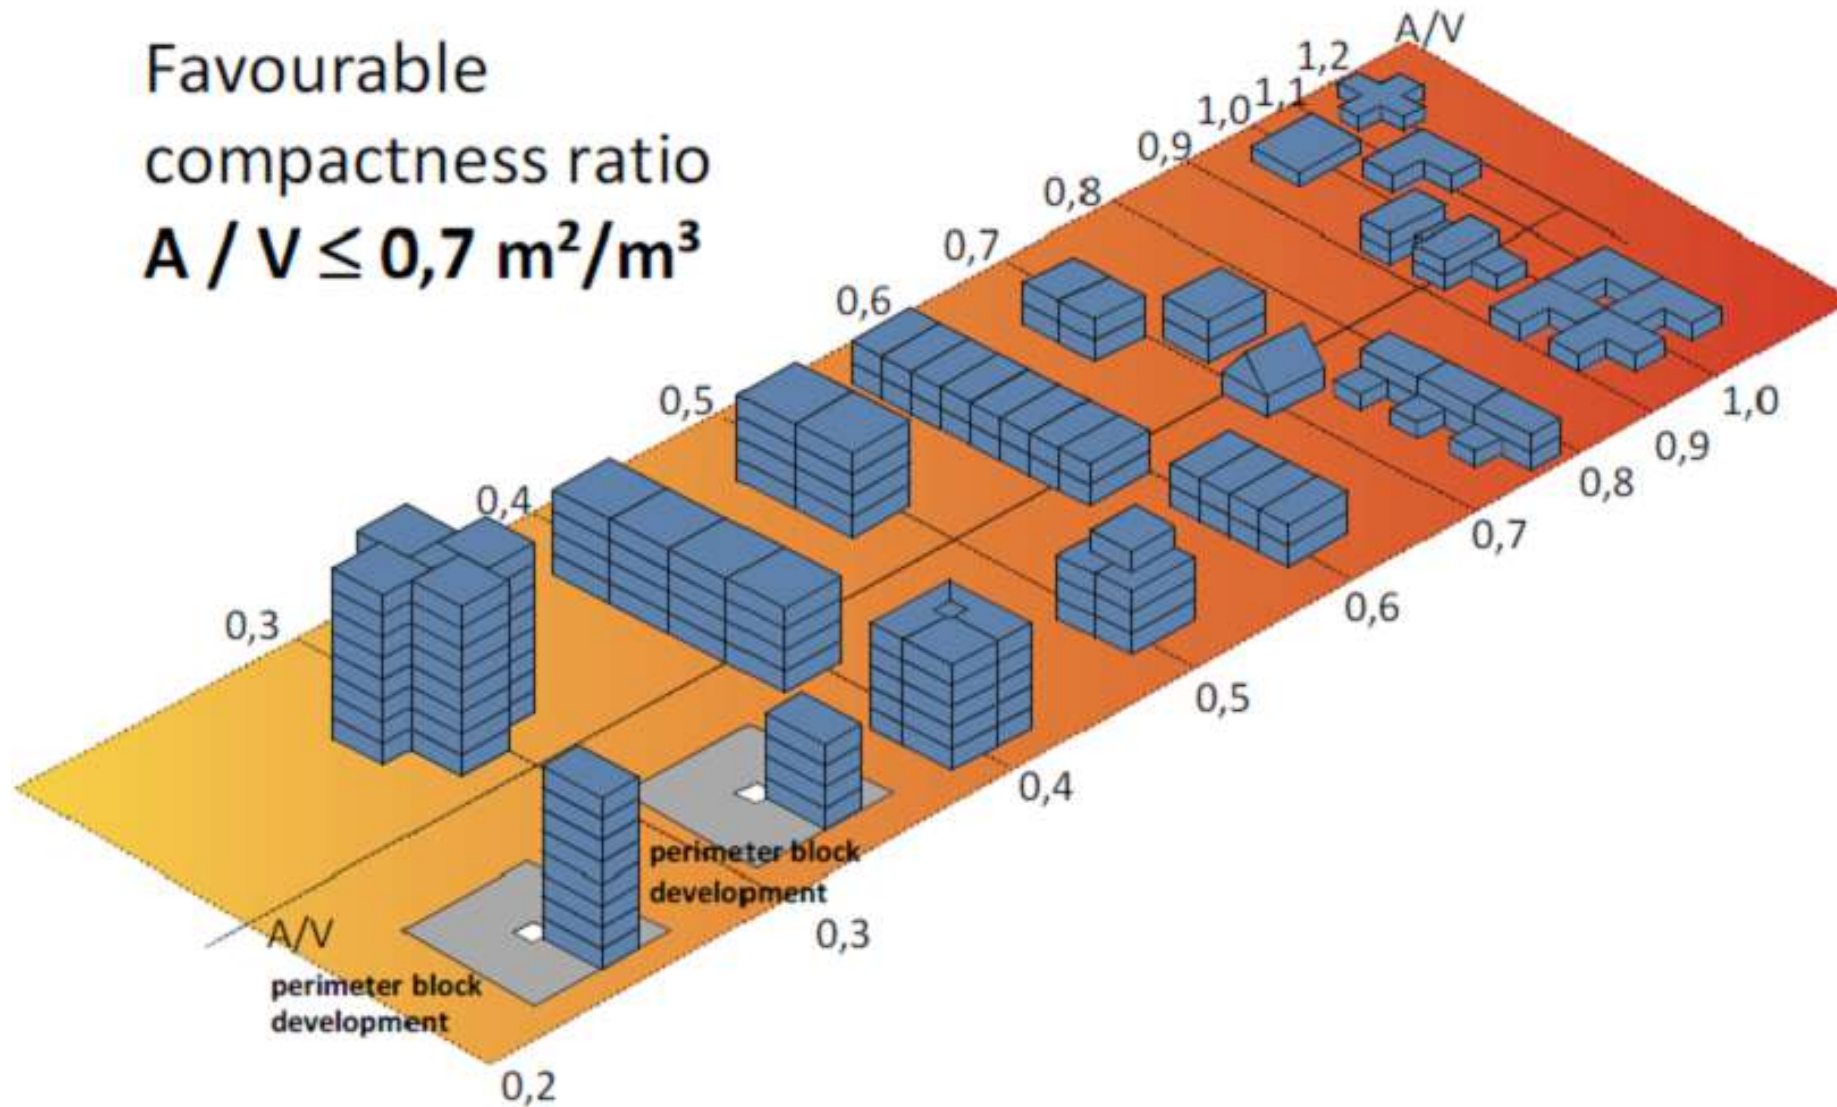 Favourable
compactness ratio
A / V ≤ 0,7 m²/m³
A/V
1,2
1,1
1,0
0,9
0,8
0,7
0,6
0,5
0,4
0,3
1,0
0,9
0,8
0,7
0,6
0,5
0,4
0,3
0,2
perimeter block
development
A/V
perimeter block
development